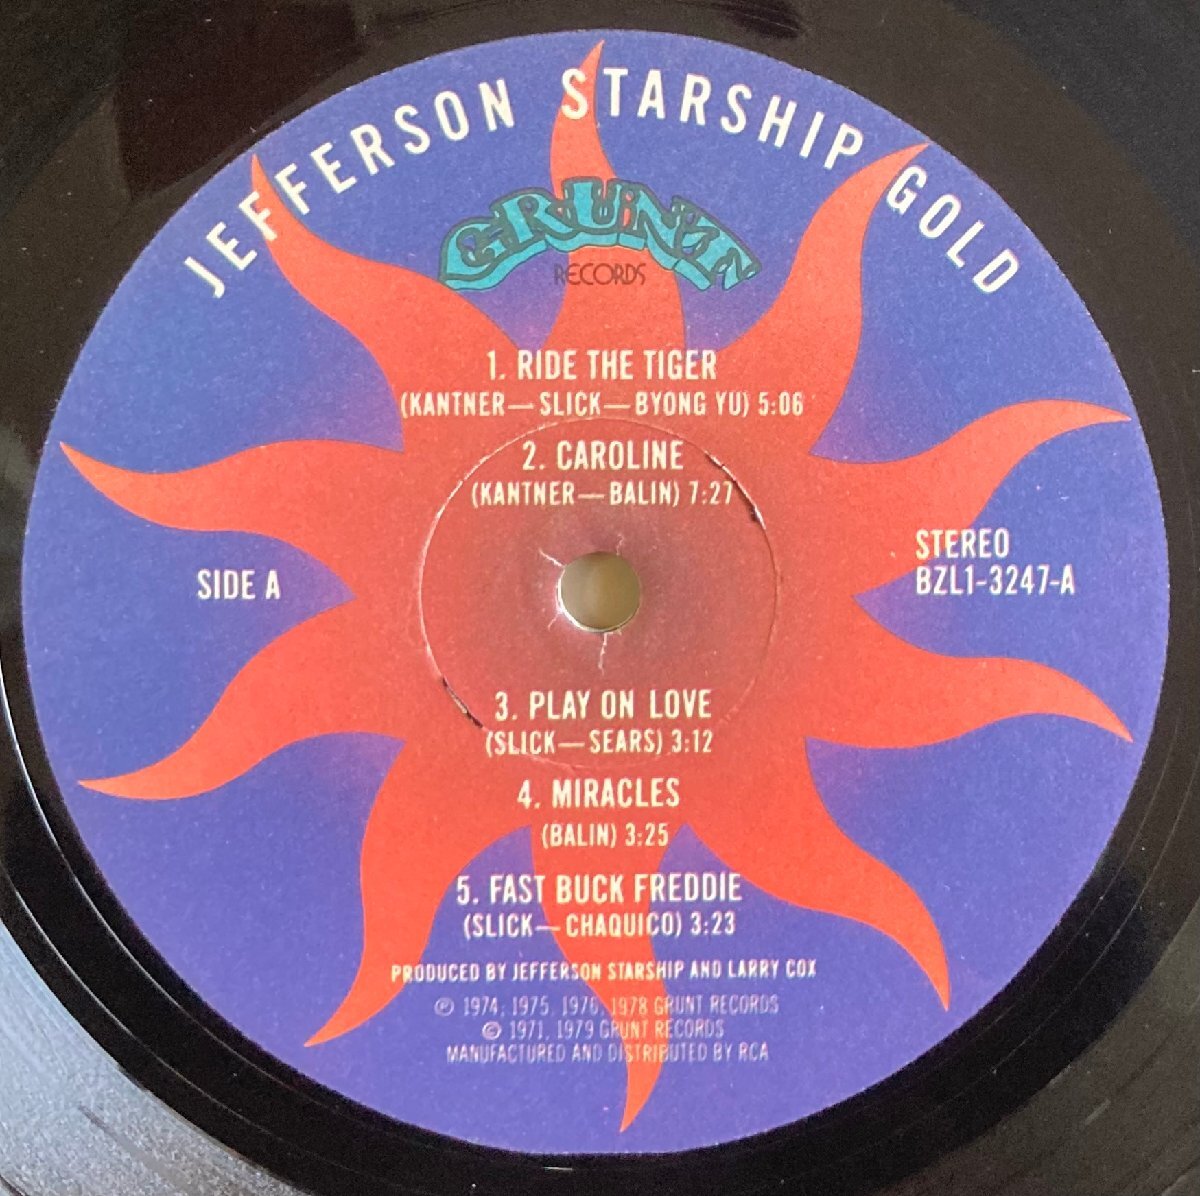 JEFFERSON STARSHIP GOLD
GRUNT
RECORDS
1. RIDE THE TIGER
(KANTNER—SLICK—BYONG YU) 5:06
2. CAROLINE
(KANTNER—BALIN) 7:27
STEREO
BZL1-3247-A
SIDE A
3. PLAY ON LOVE
(SLICK—SEARS) 3:12
4. MIRACLES
(BALIN) 3:25
5. FAST BUCK FREDDIE
(SLICK—CHAQUICO) 3:23
PRODUCED BY JEFFERSON STARSHIP AND LARRY COX
℗ 1974, 1975, 1976, 1978 GRUNT RECORDS
© 1971, 1979 GRUNT RECORDS
MANUFACTURED AND DISTRIBUTED BY RCA